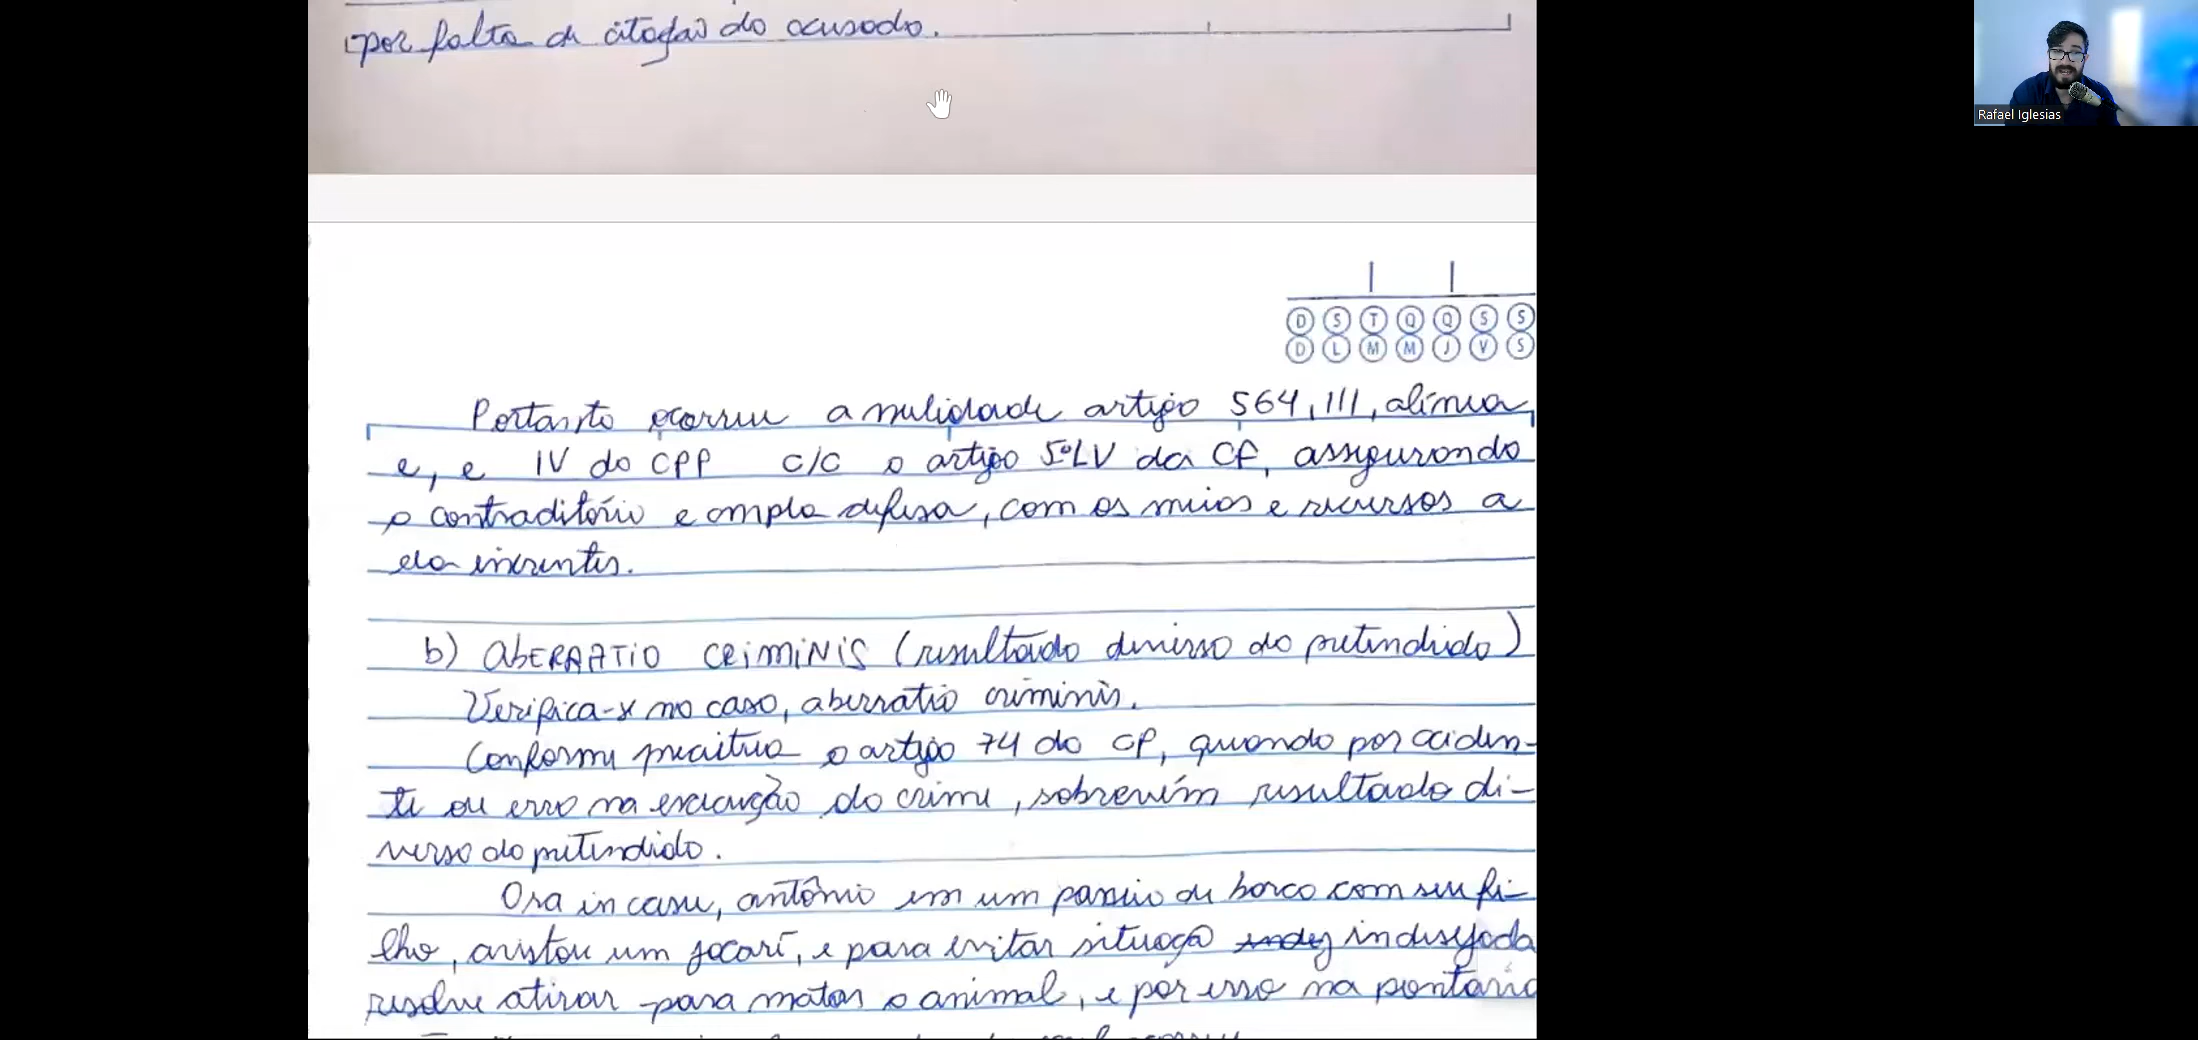 por falta de citação do acusado.
Rafael Iglesias
D S T Q Q S S
D L M M J V S
Portanto ocorreu a nulidade artigo 564, III, alínea
e, e IV do CPP c/c o artigo 5º LV da CF, assegurando
o contraditório e ampla defesa, com os meios e recursos a
ela inerentes.
b) ABERRATIO CRIMINIS (resultado diverso do pretendido)
Verifica-se no caso, aberratio criminis.
Conforme preceitua o artigo 74 do CP, quando por aciden-
te ou erro na execução do crime, sobrevém resultado di-
verso do pretendido.
Ora in casu, antônio em um passeio de barco com seu fi-
lho, avistou um jacaré, e para evitar situação indesejada
resolve atirar para matar o animal, e por erro na pontaria